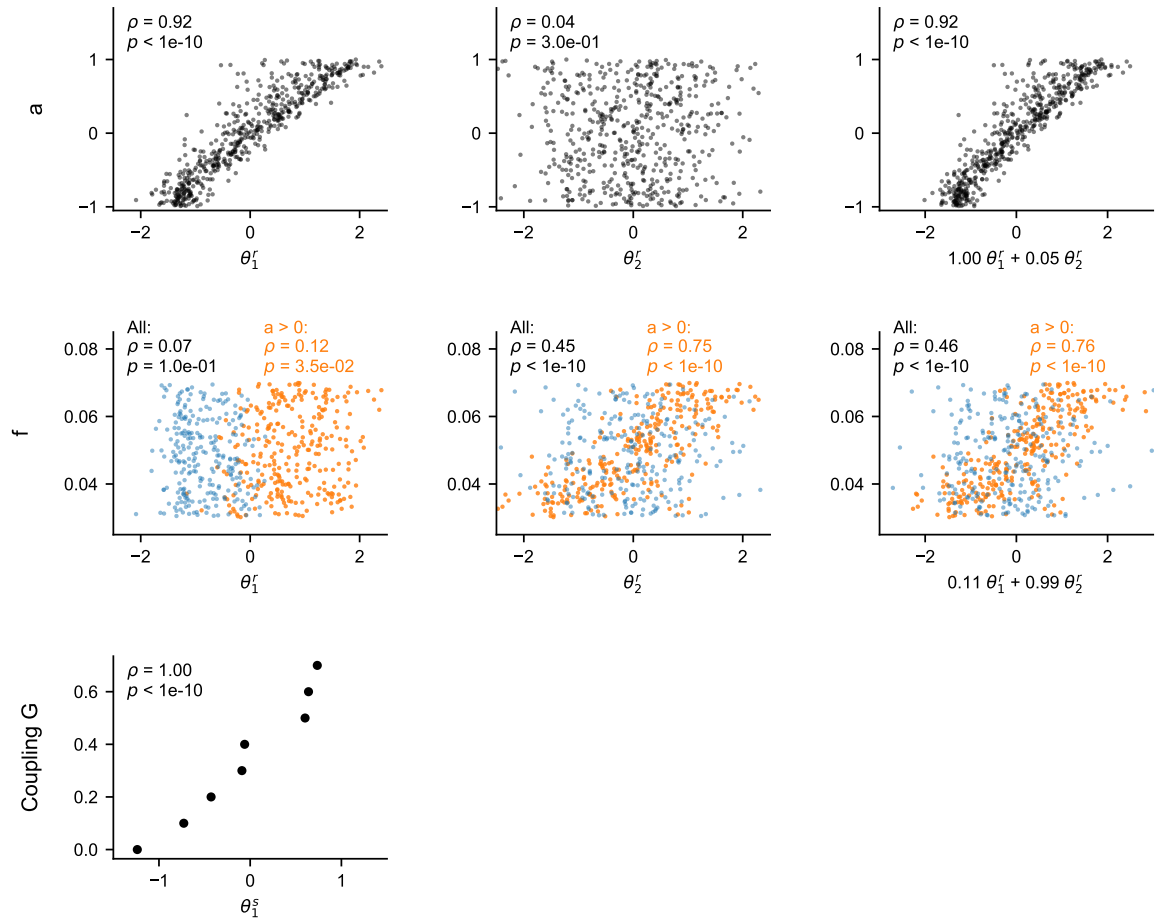 ρ = 0.92
p < 1e-10
1
0
−1
a
−2
0
2
θ₁ʳ
ρ = 0.04
p = 3.0e-01
−2
0
2
θ₂ʳ
ρ = 0.92
p < 1e-10
−2
0
2
1.00 θ₁ʳ + 0.05 θ₂ʳ
All:
ρ = 0.07
p = 1.0e-01
a > 0:
ρ = 0.12
p = 3.5e-02
0.08
0.06
0.04
f
−2
0
2
θ₁ʳ
All:
ρ = 0.45
p < 1e-10
a > 0:
ρ = 0.75
p < 1e-10
−2
0
2
θ₂ʳ
All:
ρ = 0.46
p < 1e-10
a > 0:
ρ = 0.76
p < 1e-10
−2
0
2
0.11 θ₁ʳ + 0.99 θ₂ʳ
ρ = 1.00
p < 1e-10
0.6
0.4
0.2
0.0
Coupling G
−1
0
1
θ₁ˢ
1
0
−1
1
0
−1
0.08
0.06
0.04
0.08
0.06
0.04